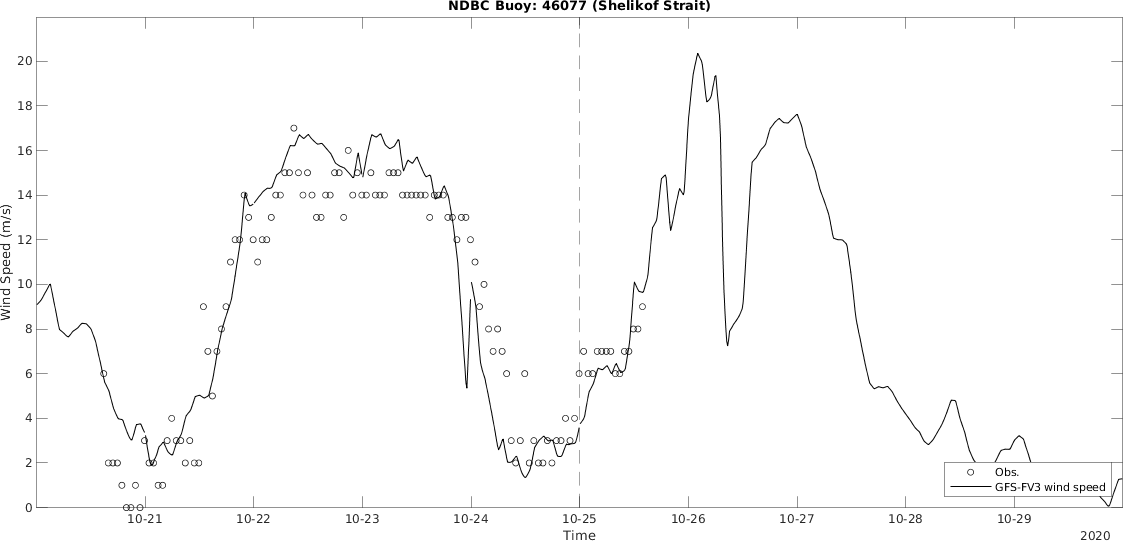 NDBC Buoy: 46077 (Shelikof Strait)
Wind Speed (m/s)
20
18
16
14
12
10
8
6
4
2
0
Obs.
GFS-FV3 wind speed
10-21 10-22 10-23 10-24 10-25 10-26 10-27 10-28 10-29
Time
2020